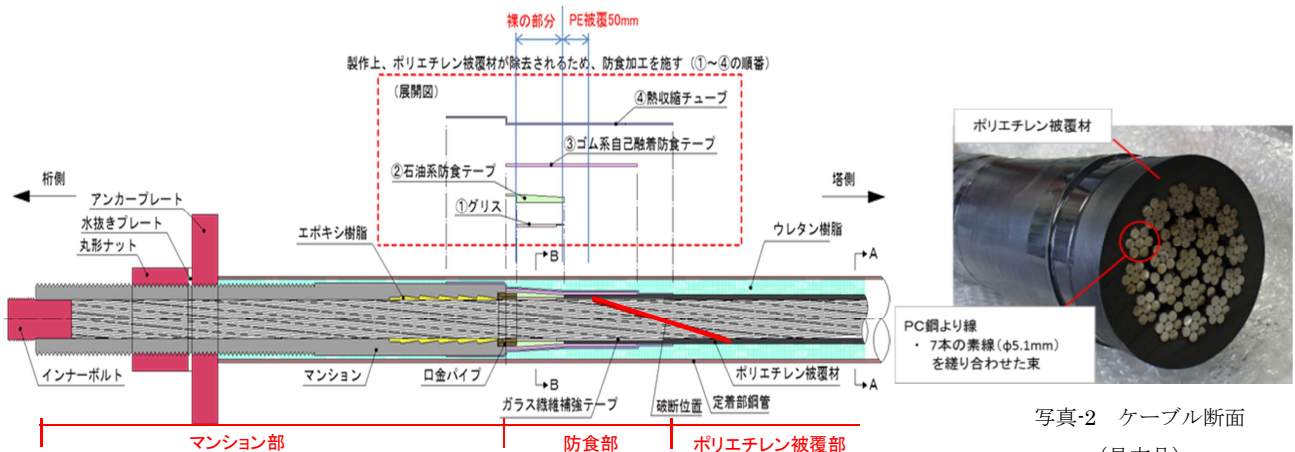 裸の部分
PE被覆50mm
製作上、ポリエチレン被覆材が除去されるため、防食加工を施す（①～④の順番）
（展開図）
④熱収縮チューブ
③ゴム系自己融着防食テープ
②石油系防食テープ
①グリス
桁側
塔側
アンカープレート
水抜きプレート
丸形ナット
エポキシ樹脂
B
ウレタン樹脂
A
インナーボルト
マンション
口金パイプ
B
ガラス繊維補強テープ
破断位置
ポリエチレン被覆材
定着部鋼管
A
マンション部
防食部
ポリエチレン被覆部
ポリエチレン被覆材
PC鋼より線
・ 7本の素線（φ5.1mm）
を縒り合わせた束
写真-2 ケーブル断面